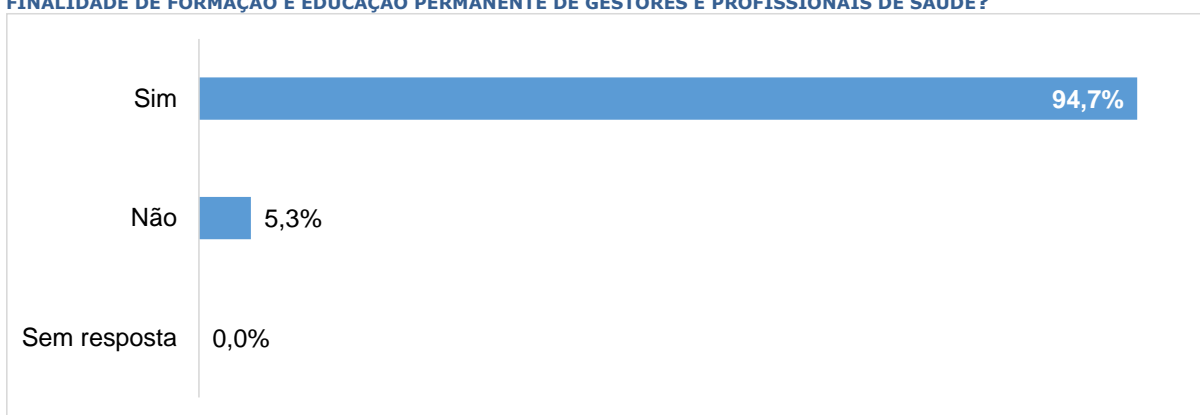 FINALIDADE DE FORMAÇÃO E EDUCAÇÃO PERMANENTE DE GESTORES E PROFISSIONAIS DE SAÚDE?
Sim 94,7%
Não 5,3%
Sem resposta 0,0%